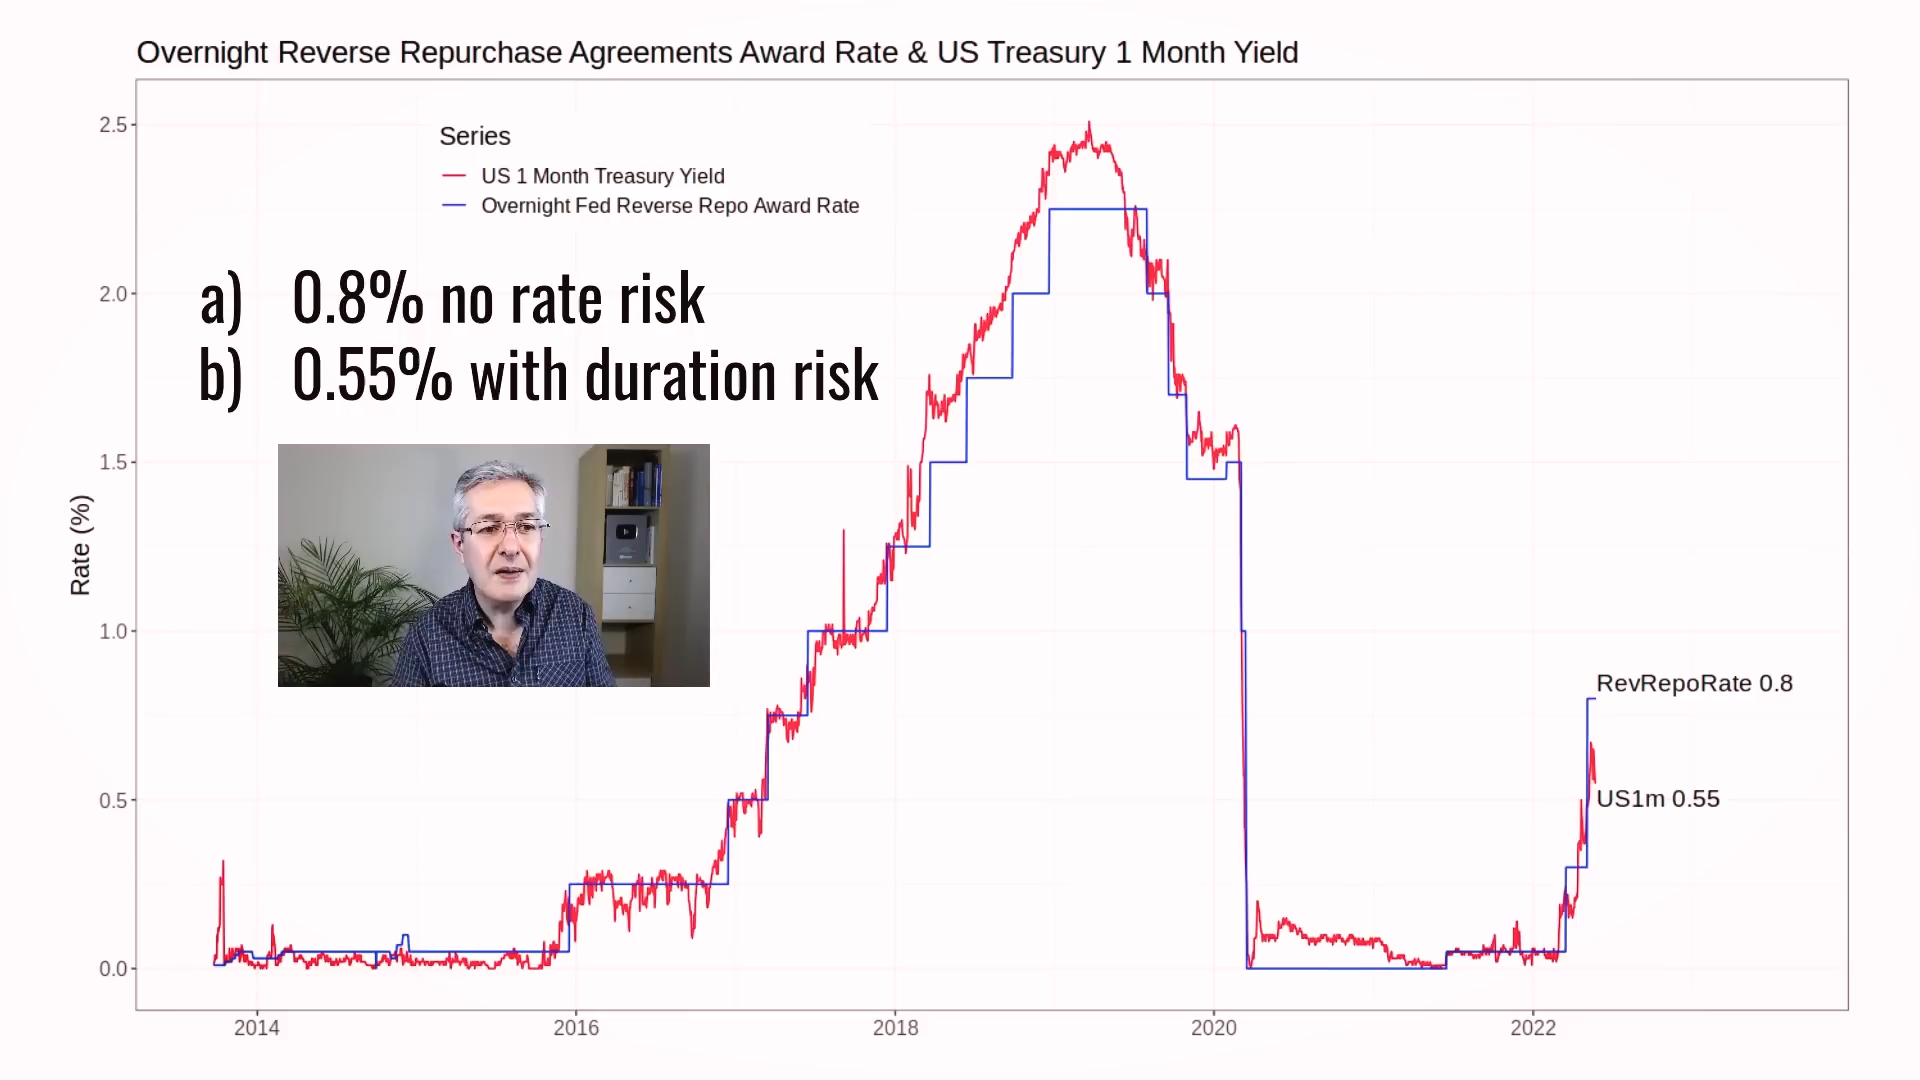 Overnight Reverse Repurchase Agreements Award Rate & US Treasury 1 Month Yield
Series
US 1 Month Treasury Yield
Overnight Fed Reverse Repo Award Rate
a) 0.8% no rate risk
b) 0.55% with duration risk
Rate (%)
2.5
2.0
1.5
1.0
0.5
0.0
RevRepoRate 0.8
US1m 0.55
2014
2016
2018
2020
2022